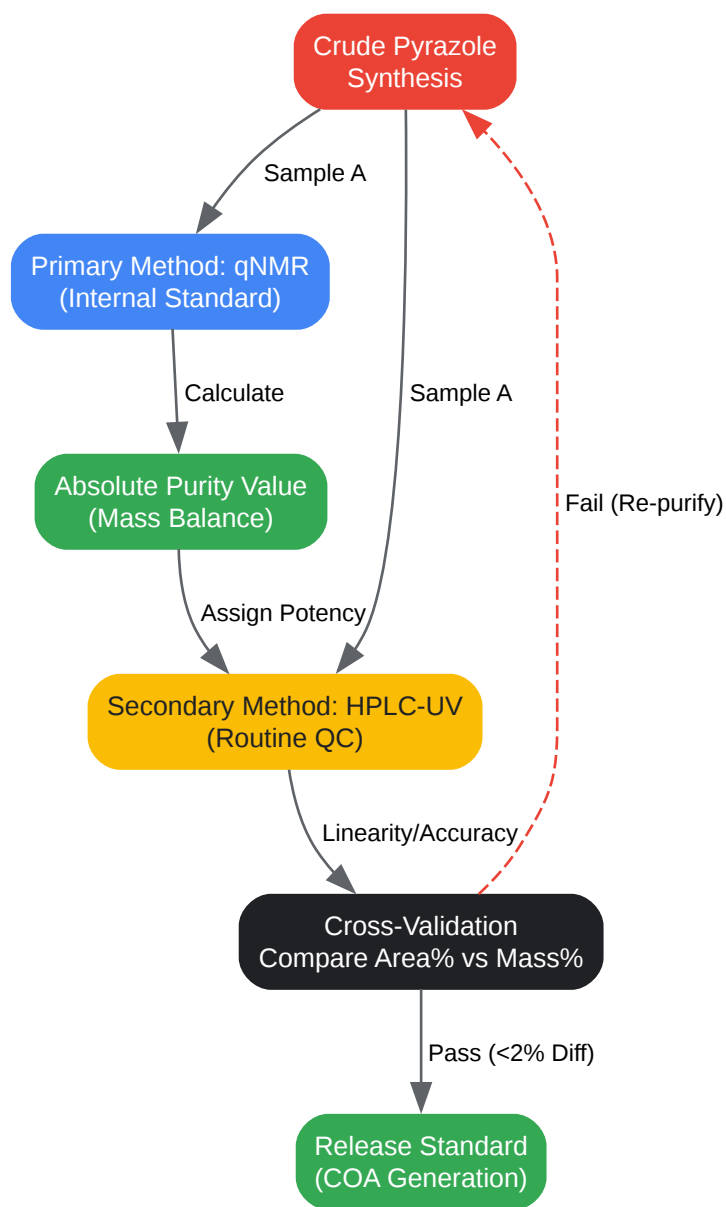 Crude Pyrazole
Synthesis
Sample A
Primary Method: qNMR
(Internal Standard)
Calculate
Sample A
Absolute Purity Value
(Mass Balance)
Fail (Re-purify)
Assign Potency
Secondary Method: HPLC-UV
(Routine QC)
Linearity/Accuracy
Cross-Validation
Compare Area% vs Mass%
Pass (<2% Diff)
Release Standard
(COA Generation)